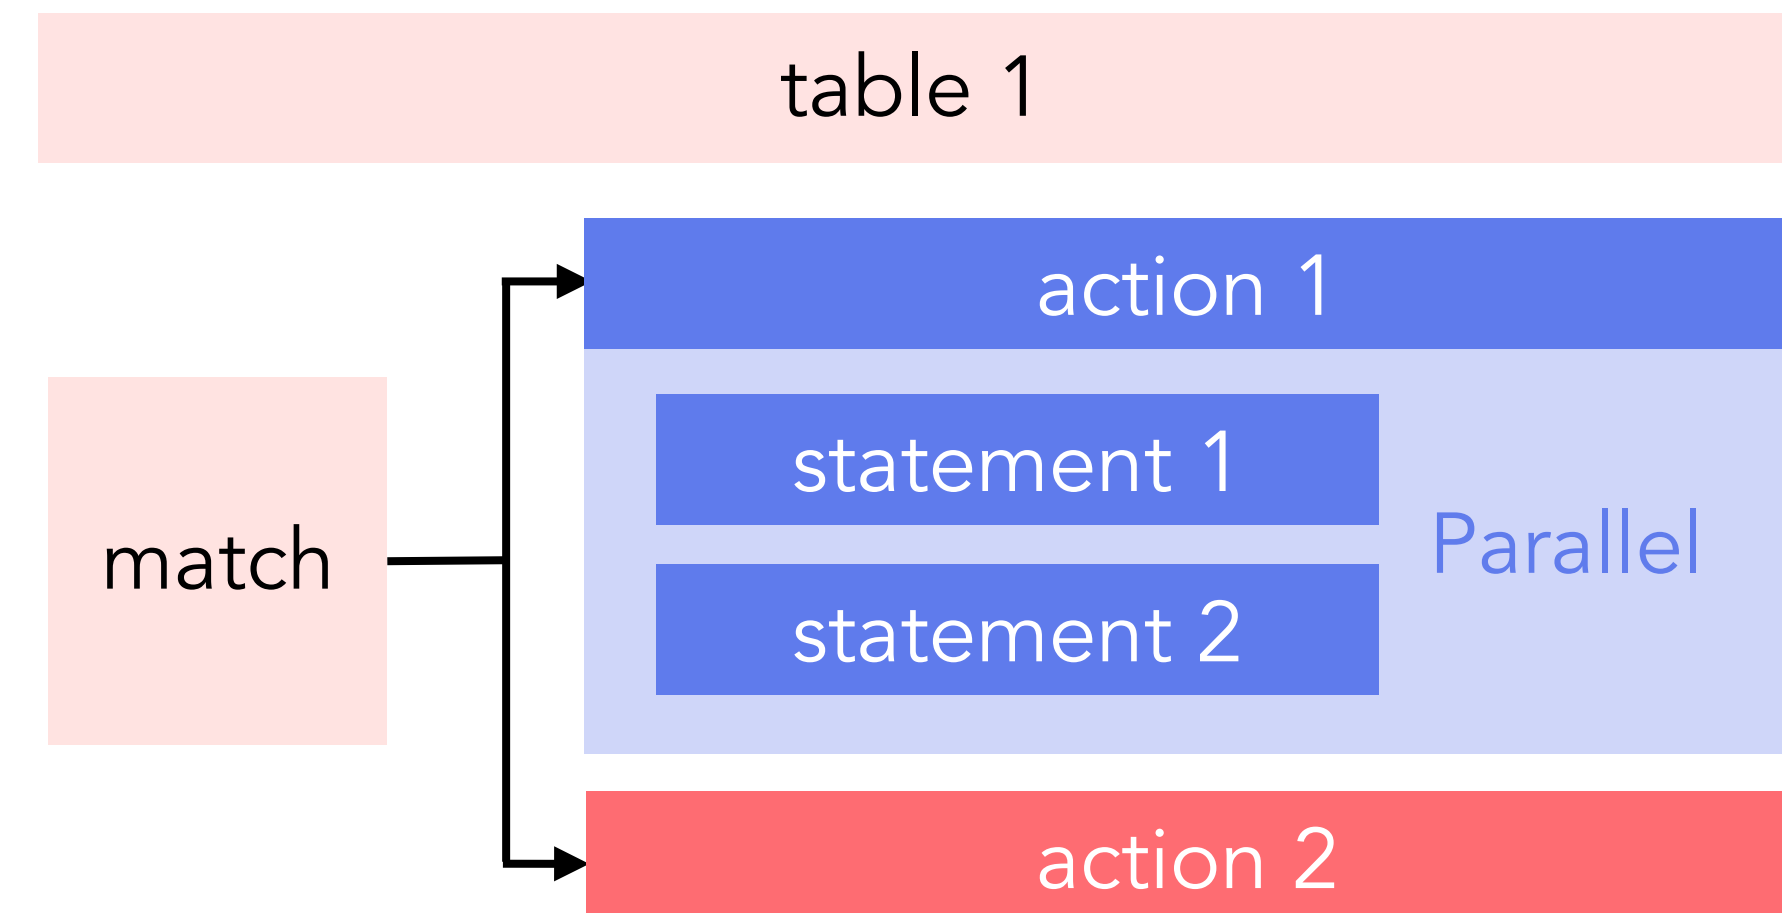 table 1
action 1
match
statement 1
statement 2
Parallel
action 2